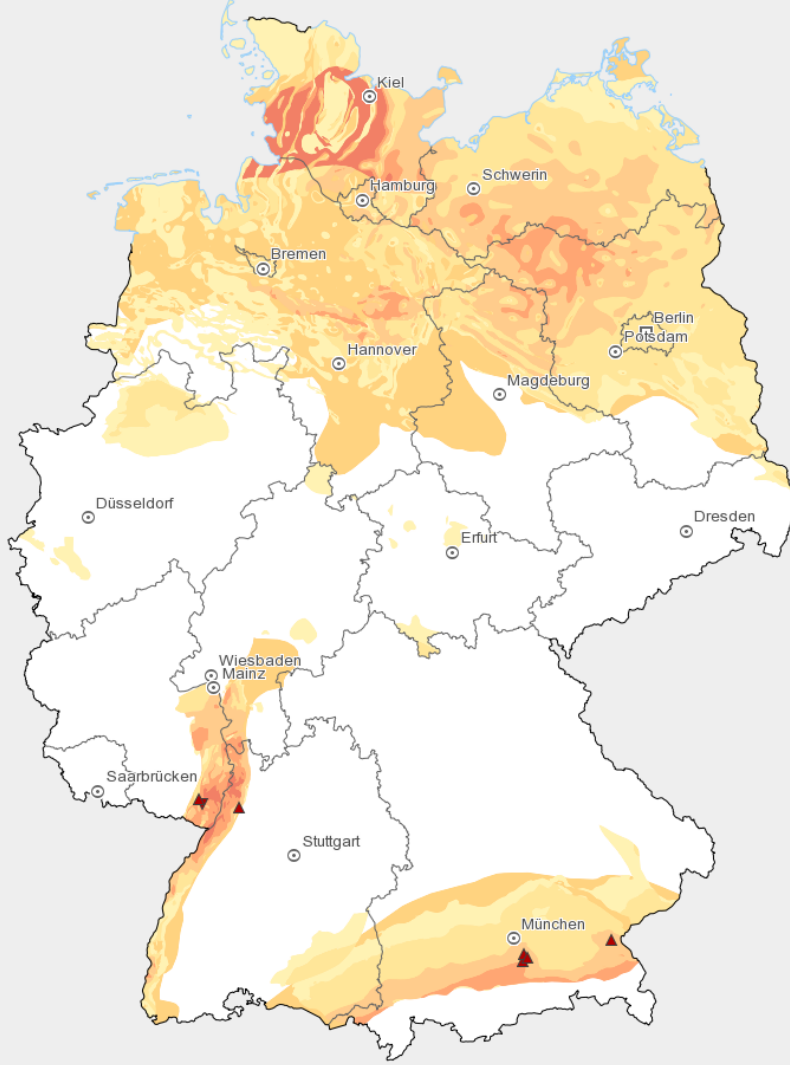 Kiel
Schwerin
Hamburg
Bremen
Berlin
Potsdam
Hannover
Magdeburg
Düsseldorf
Dresden
Erfurt
Wiesbaden
Mainz
Saarbrücken
Stuttgart
München